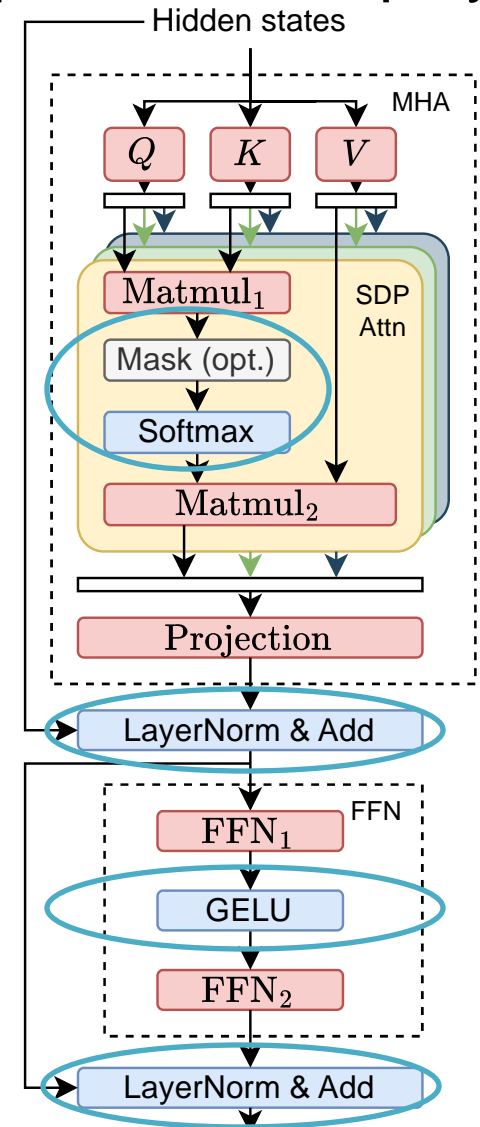 Hidden states
MHA
Q
K
V
Matmul₁
SDP
Attn
Mask (opt.)
Softmax
Matmul₂
Projection
LayerNorm & Add
FFN
FFN₁
GELU
FFN₂
LayerNorm & Add